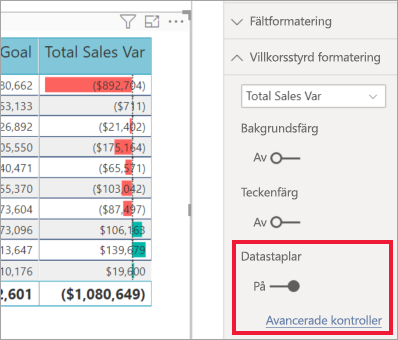 Goal Total Sales Var
80,662 ($892,704)
53,133 ($711)
26,892 ($21,402)
05,550 ($175,164)
40,471 ($65,571)
55,370 ($103,042)
73,604 ($87,497)
73,096 $106,163
13,647 $139,679
10,176 $19,600
2,601 ($1,080,649)
Fältformatering
Villkorsstyrd formatering
Total Sales Var
Bakgrundsfärg
Av
Teckenfärg
Av
Datastaplar
På
Avancerade kontroller